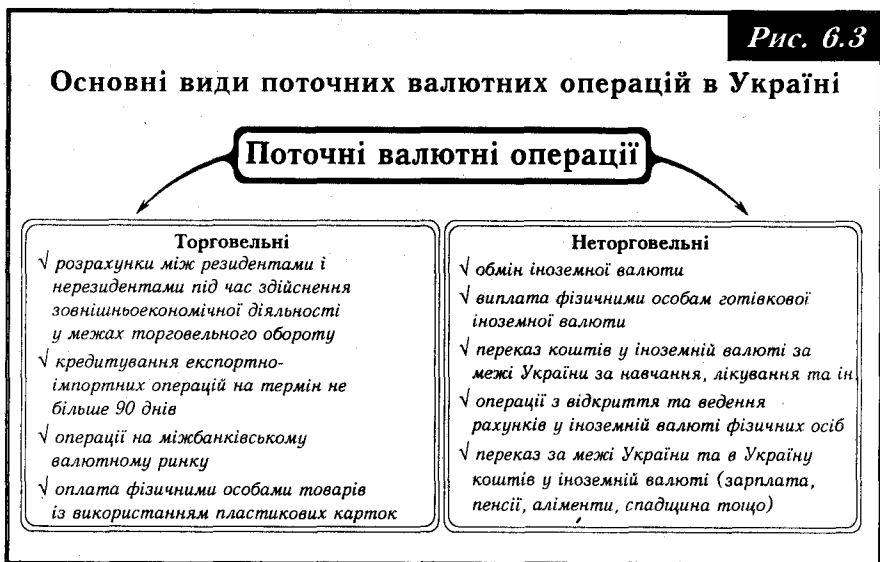 Рис. 6.3
Основні види поточних валютних операцій в Україні
Поточні валютні операції
Торговельні
√ розрахунки між резидентами і
нерезидентами під час здійснення
зовнішньоекономічної діяльності
у межах торговельного обороту
√ кредитування експортно-
імпортних операцій на термін не
більше 90 днів
√ операції на міжбанківському
валютному ринку
√ оплата фізичними особами товарів
із використанням пластикових карток
Неторговельні
√ обмін іноземної валюти
√ виплата фізичними особам готівкової
іноземної валюти
√ переказ коштів у іноземній валюті за
межі України за навчання, лікування та ін.
√ операції з відкриття та ведення
рахунків у іноземній валюті фізичних осіб
√ переказ за межі України та в Україну
коштів у іноземній валюті (зарплата,
пенсії, аліменти, спадщина тощо)